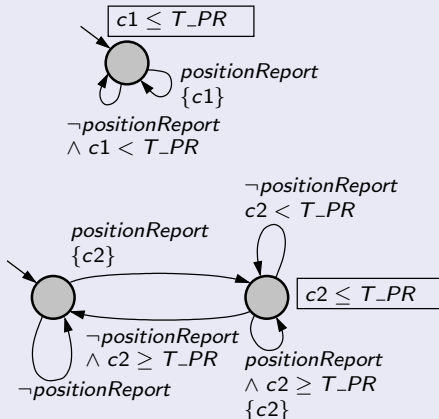 c1 ≤ T_PR
positionReport
{c1}
¬positionReport
∧ c1 < T_PR
¬positionReport
c2 < T_PR
positionReport
{c2}
c2 ≤ T_PR
¬positionReport
∧ c2 ≥ T_PR
positionReport
∧ c2 ≥ T_PR
{c2}
¬positionReport